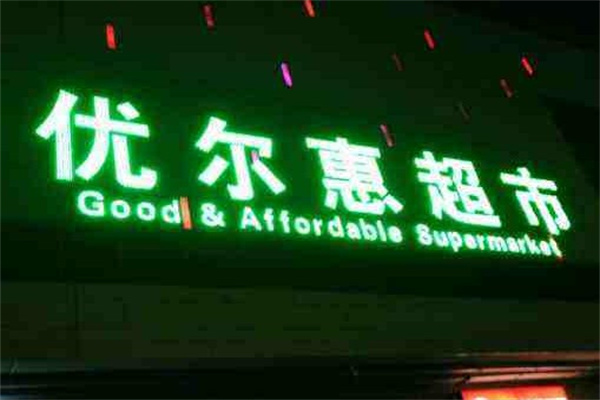 优尔惠超市
Good & Affordable Supermarket